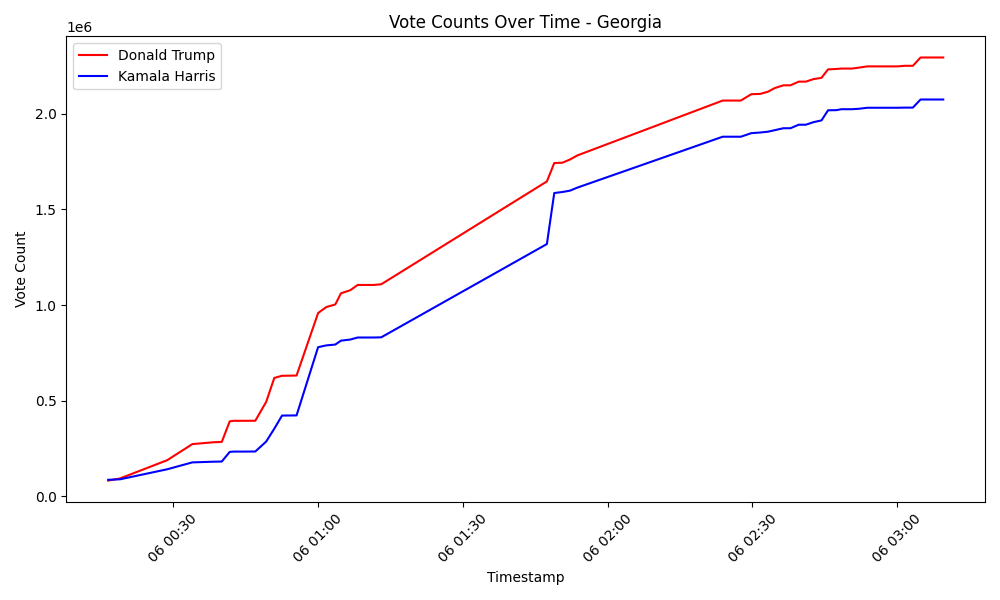 Vote Counts Over Time - Georgia
1e6
Donald Trump
Kamala Harris
Vote Count
2.0
1.5
1.0
0.5
0.0
06 00:30
06 01:00
06 01:30
06 02:00
06 02:30
06 03:00
Timestamp